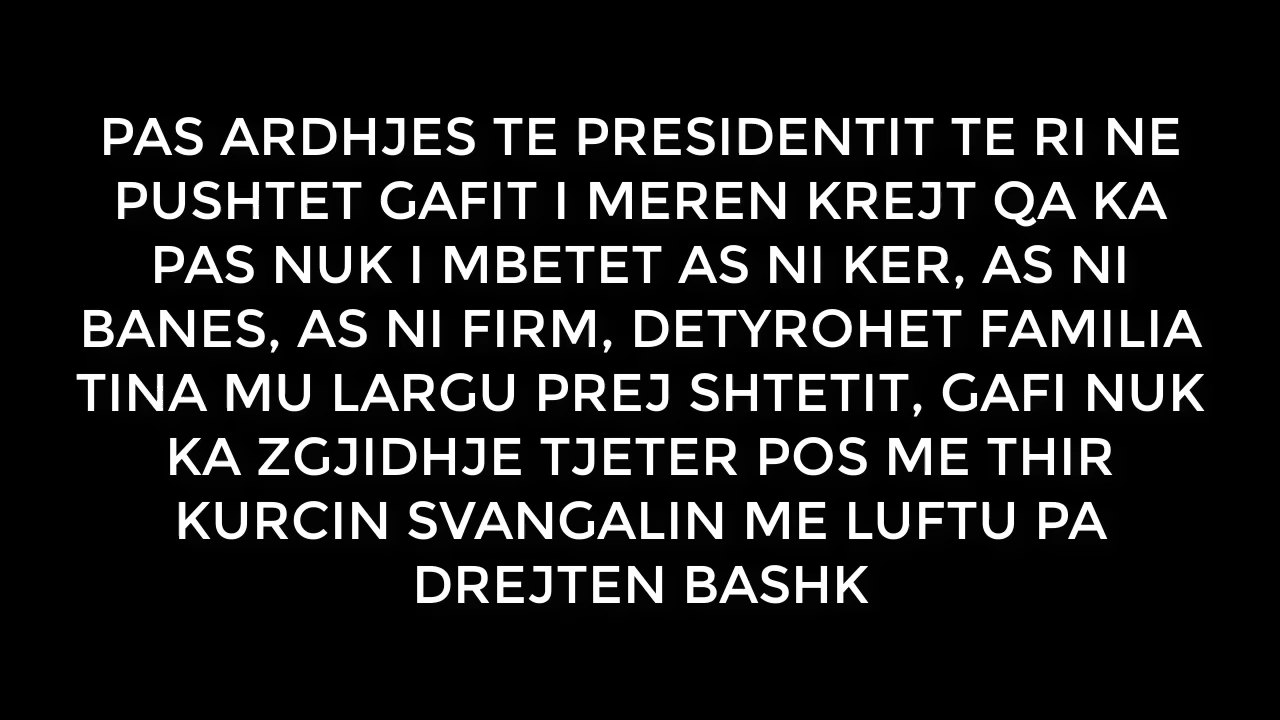 PAS ARDHJES TE PRESIDENTIT TE RI NE
PUSHTET GAFIT I MEREN KREJT QA KA
PAS NUK I MBETET AS NI KER, AS NI
BANES, AS NI FIRM, DETYROHET FAMILIA
TINA MU LARGU PREJ SHTETIT, GAFI NUK
KA ZGJIDHJE TJETER POS ME THIR
KURCIN SVANGALIN ME LUFTU PA
DREJTEN BASHK